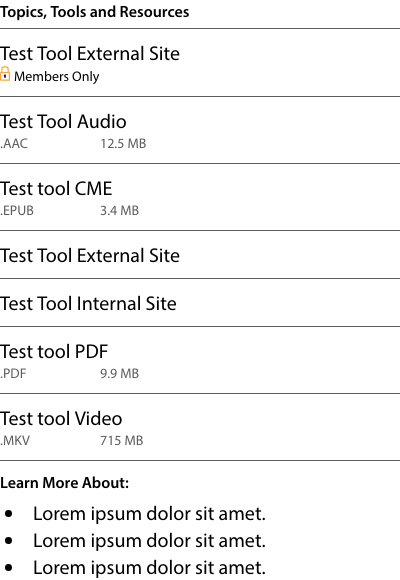 Topics, Tools and Resources
Test Tool External Site
Members Only
Test Tool Audio
.AAC 12.5 MB
Test tool CME
.EPUB 3.4 MB
Test Tool External Site
Test Tool Internal Site
Test tool PDF
.PDF 9.9 MB
Test tool Video
.MKV 715 MB
Learn More About:
• Lorem ipsum dolor sit amet.
• Lorem ipsum dolor sit amet.
• Lorem ipsum dolor sit amet.